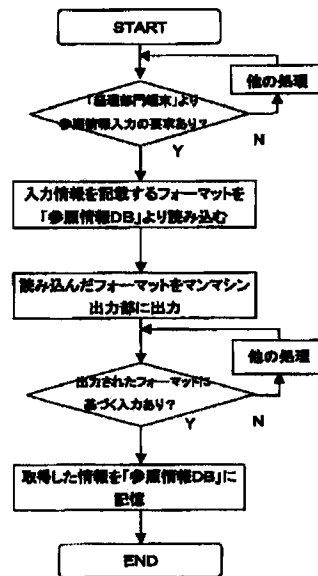 START
他の処理
「経理部門端末」より
参照情報入力の要求あり？
N
Y
入力情報を記載するフォーマットを
「参照情報DB」より読み込む
読み込んだフォーマットをマンマシン
出力部に出力
他の処理
出力されたフォーマットに
基づく入力あり？
N
Y
取得した情報を「参照情報DB」に
記憶
END